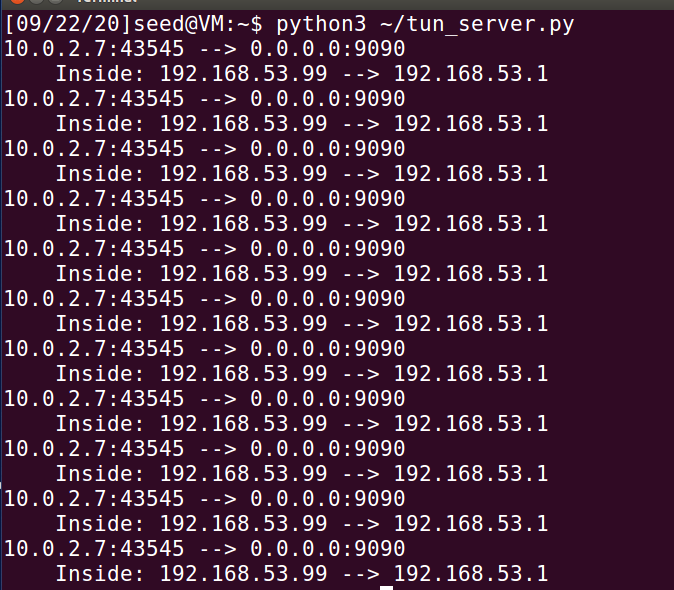 [09/22/20]seed@VM:~$ python3 ~/tun_server.py
10.0.2.7:43545 --> 0.0.0.0:9090
    Inside: 192.168.53.99 --> 192.168.53.1
10.0.2.7:43545 --> 0.0.0.0:9090
    Inside: 192.168.53.99 --> 192.168.53.1
10.0.2.7:43545 --> 0.0.0.0:9090
    Inside: 192.168.53.99 --> 192.168.53.1
10.0.2.7:43545 --> 0.0.0.0:9090
    Inside: 192.168.53.99 --> 192.168.53.1
10.0.2.7:43545 --> 0.0.0.0:9090
    Inside: 192.168.53.99 --> 192.168.53.1
10.0.2.7:43545 --> 0.0.0.0:9090
    Inside: 192.168.53.99 --> 192.168.53.1
10.0.2.7:43545 --> 0.0.0.0:9090
    Inside: 192.168.53.99 --> 192.168.53.1
10.0.2.7:43545 --> 0.0.0.0:9090
    Inside: 192.168.53.99 --> 192.168.53.1
10.0.2.7:43545 --> 0.0.0.0:9090
    Inside: 192.168.53.99 --> 192.168.53.1
10.0.2.7:43545 --> 0.0.0.0:9090
    Inside: 192.168.53.99 --> 192.168.53.1
10.0.2.7:43545 --> 0.0.0.0:9090
    Inside: 192.168.53.99 --> 192.168.53.1